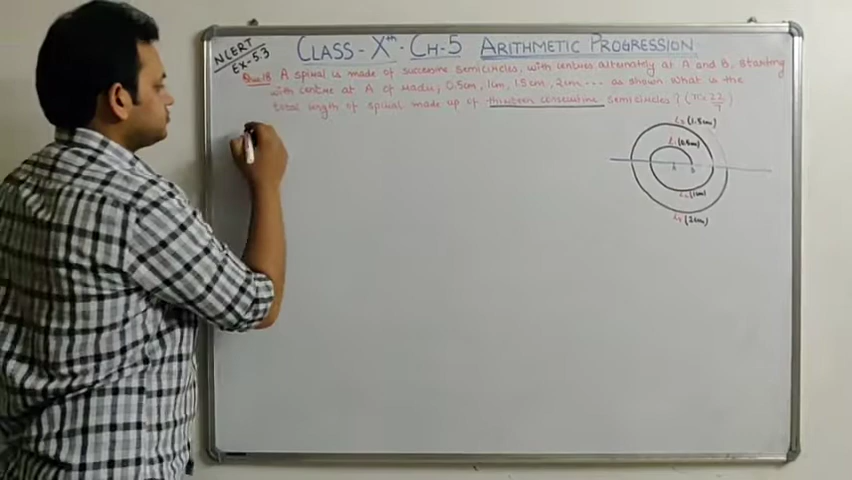 NCERT
Ex-5.3
CLASS-Xth-CH-5 ARITHMETIC PROGRESSION
Ques18 A spiral is made of successive semicircles, with centres alternately at A and B, starting
with centre at A of radii, 0.5cm, 1cm, 1.5cm, 2cm ... as shown what is the
total length of spiral made up of thirteen consecutive semicircles? (π = 22/7)
L3 (1.5cm)
L1 (0.5cm)
A B
L2 (1cm)
L4 (2cm)